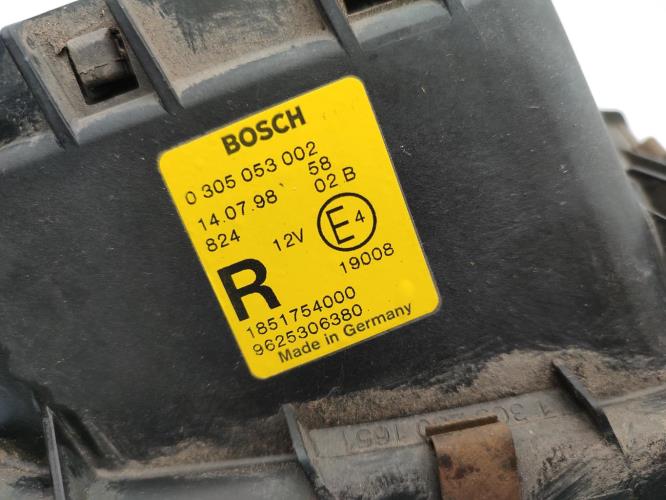 BOSCH
0 305 053 002
14.07.98 58
824 02 B
12V E4
19008
R
1851754000
9625306380
Made in Germany